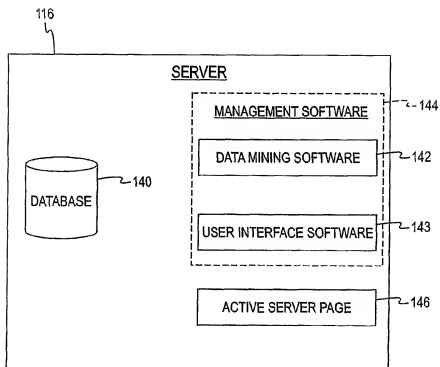 116
SERVER
MANAGEMENT SOFTWARE
144
DATA MINING SOFTWARE
142
DATABASE
140
USER INTERFACE SOFTWARE
143
ACTIVE SERVER PAGE
146